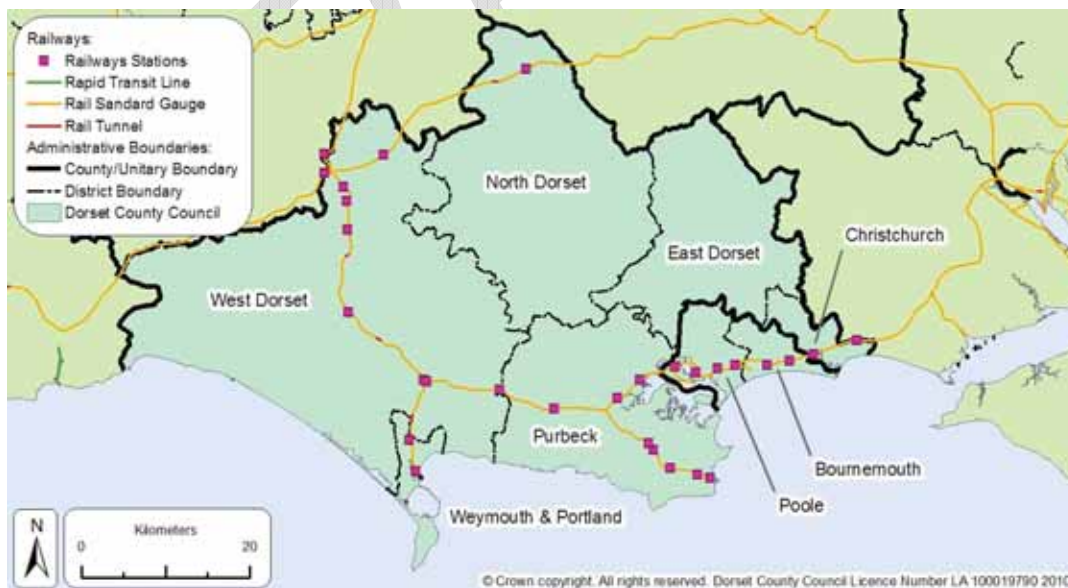 Railways:
Railways Stations
Rapid Transit Line
Rail Sandard Gauge
Rail Tunnel
Administrative Boundaries:
County/Unitary Boundary
District Boundary
Dorset County Council
North Dorset
Christchurch
East Dorset
West Dorset
Purbeck
Bournemouth
Poole
Weymouth & Portland
N
Kilometers
0 20
© Crown copyright. All rights reserved. Dorset County Council Licence Number LA 100019790 2010